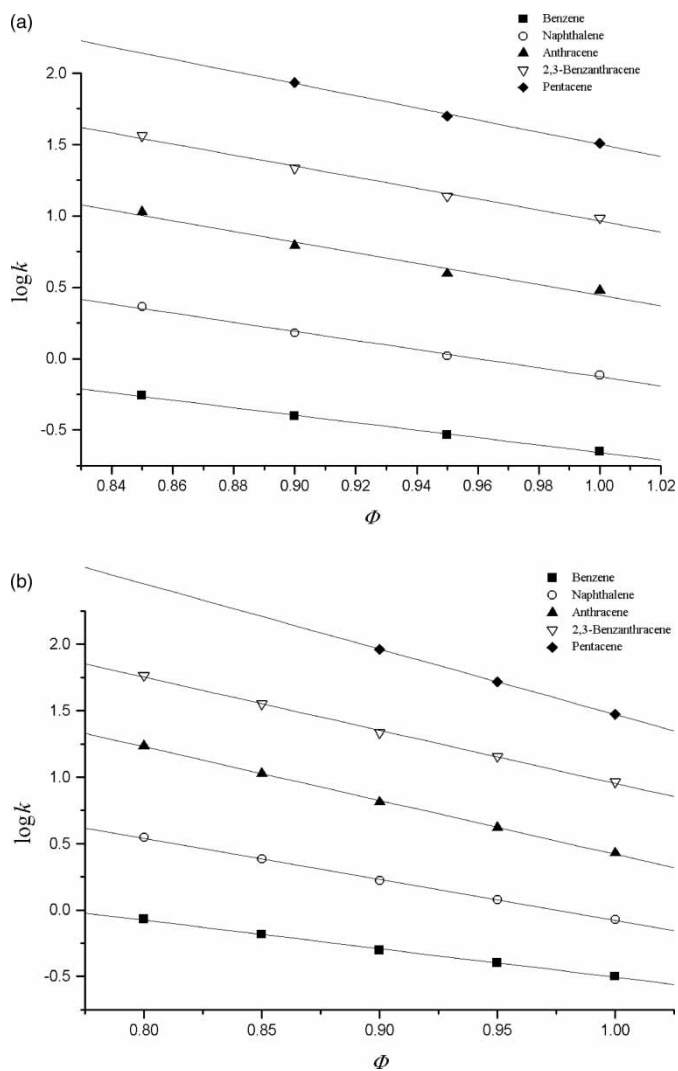 (a)
Benzene
Naphthalene
Anthracene
2,3-Benzanthracene
Pentacene
2.0
1.5
1.0
0.5
0.0
-0.5
log k
0.84 0.86 0.88 0.90 0.92 0.94 0.96 0.98 1.00 1.02
Φ
(b)
Benzene
Naphthalene
Anthracene
2,3-Benzanthracene
Pentacene
2.0
1.5
1.0
0.5
0.0
-0.5
log k
0.80 0.85 0.90 0.95 1.00
Φ